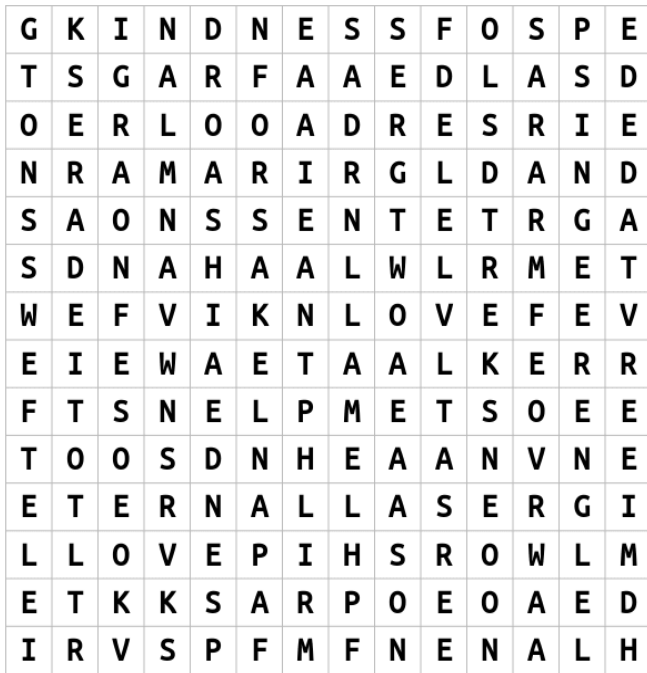 G K I N D N E S S F O S P E
T S G A R F A A E D L A S D
O E R L O O A D R E S R I E
N R A M A R I R G L D A N D
S A O N S S E N T E T R G A
S D N A H A A L W L R M E T
W E F V I K N L O V E F E V
E I E W A E T A A L K E R R
F T S N E L P M E T S O E E
T O O S D N H E A A N V N E
E T E R N A L L A S E R G I
L L O V E P I H S R O W L M
E T K K S A R P O E O A E D
I R V S P F M F N E N A L H